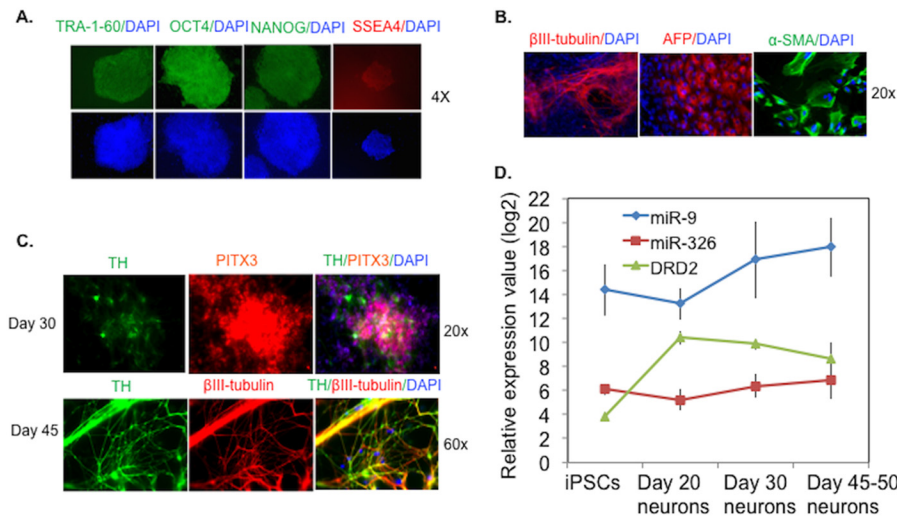 A.
TRA-1-60/DAPI OCT4/DAPI NANOG/DAPI SSEA4/DAPI
4X
B.
βIII-tubulin/DAPI AFP/DAPI α-SMA/DAPI
20x
C.
TH PITX3 TH/PITX3/DAPI
Day 30
20x
TH βIII-tubulin TH/βIII-tubulin/DAPI
Day 45
60x
D.
Relative expression value (log2)
22
20
18
16
14
12
10
8
6
4
2
0
miR-9
miR-326
DRD2
iPSCs Day 20 Day 30 Day 45-50
neurons neurons neurons